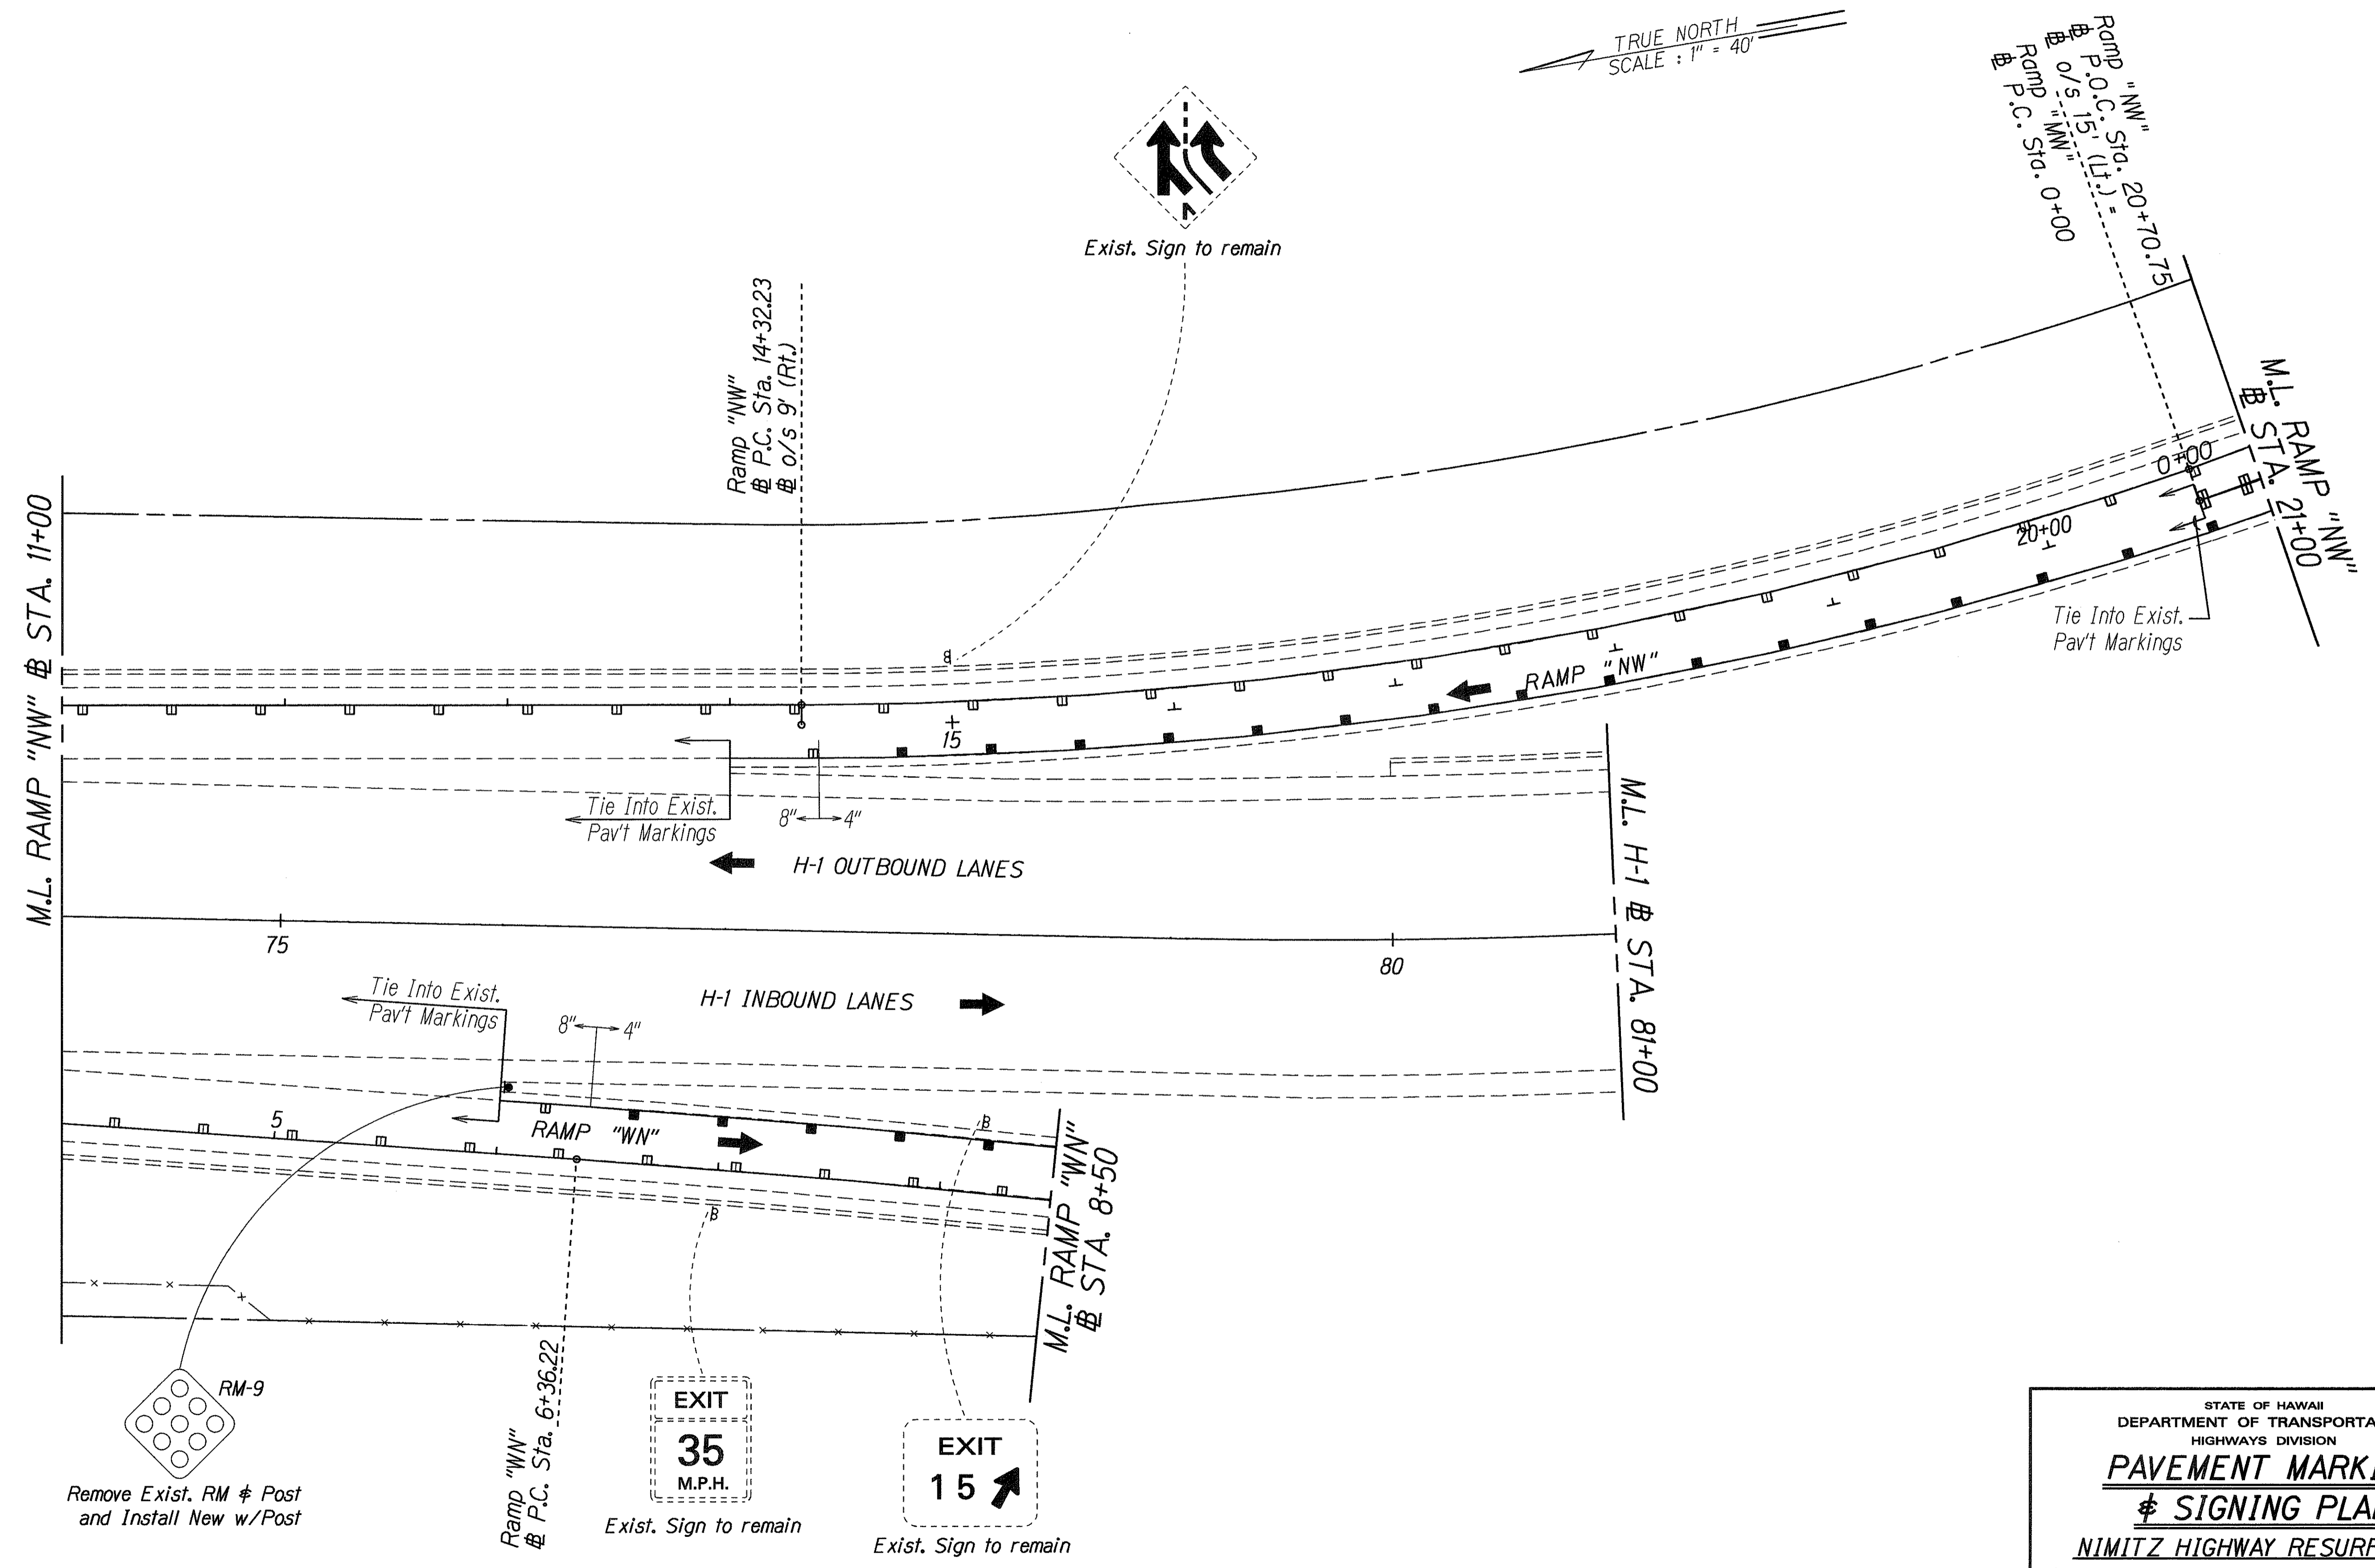 TRUE NORTH
SCALE : 1" = 40'
Ramp "NW"
℄ P.O.C. Sta. 20+70.75
℄ o/s 15' (Lt.) =
Ramp "MW"
℄ P.C. Sta. 0+00
Exist. Sign to remain
Ramp "NW"
℄ P.C. Sta. 14+32.23
℄ o/s 9' (Rt.)
M.L. RAMP "NW"
℄ STA. 21+00
0+00
20+00
Tie Into Exist.
Pav't Markings
M.L. RAMP "NW" ℄ STA. 11+00
RAMP "NW"
15
Tie Into Exist.
Pav't Markings
8" 4"
H-1 OUTBOUND LANES
M.L. H-1 ℄ STA. 81+00
75
80
Tie Into Exist.
Pav't Markings
8" 4"
H-1 INBOUND LANES
5
RAMP "WN"
M.L. RAMP "WN"
℄ STA. 8+50
RM-9
Remove Exist. RM & Post
and Install New w/Post
Ramp "WN"
℄ P.C. Sta. 6+36.22
EXIT
35
M.P.H.
Exist. Sign to remain
EXIT
15
Exist. Sign to remain
STATE OF HAWAII
DEPARTMENT OF TRANSPORTA
HIGHWAYS DIVISION
PAVEMENT MARKI
& SIGNING PLA
NIMITZ HIGHWAY RESURF